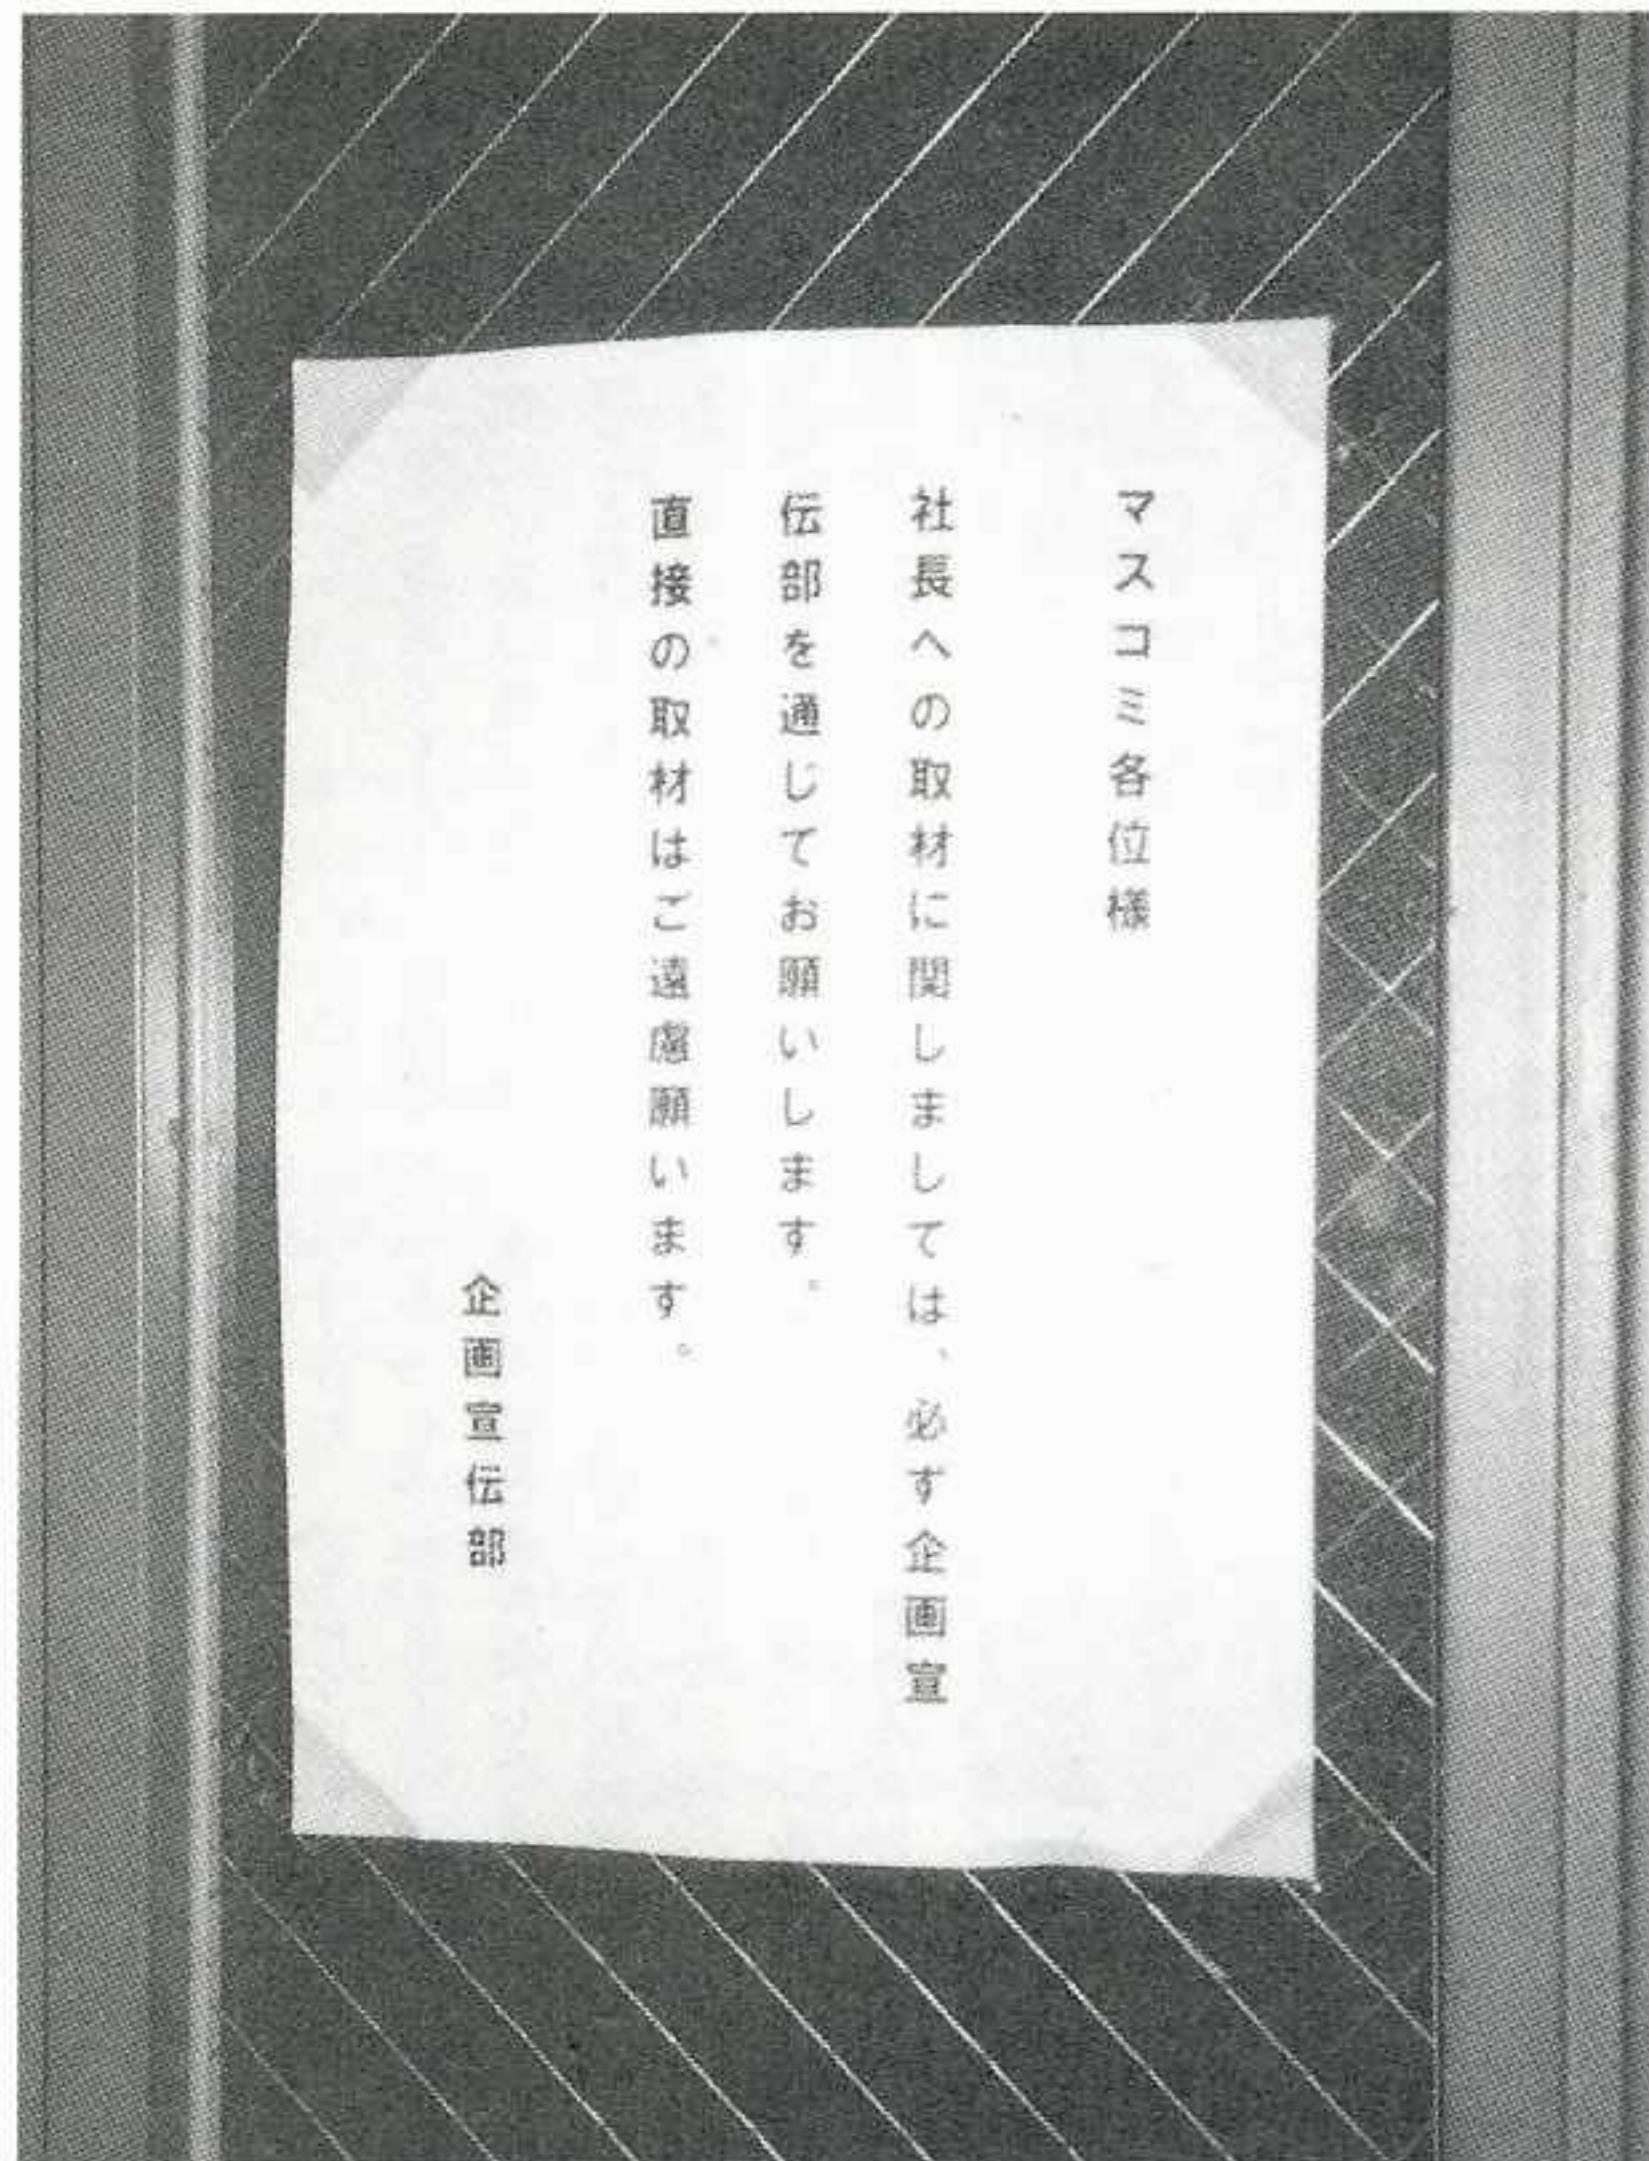 マスコミ各位様
社長への取材に関しましては、必ず企画宣
伝部を通じてお願いします。
直接の取材はご遠慮願います。
企画宣伝部